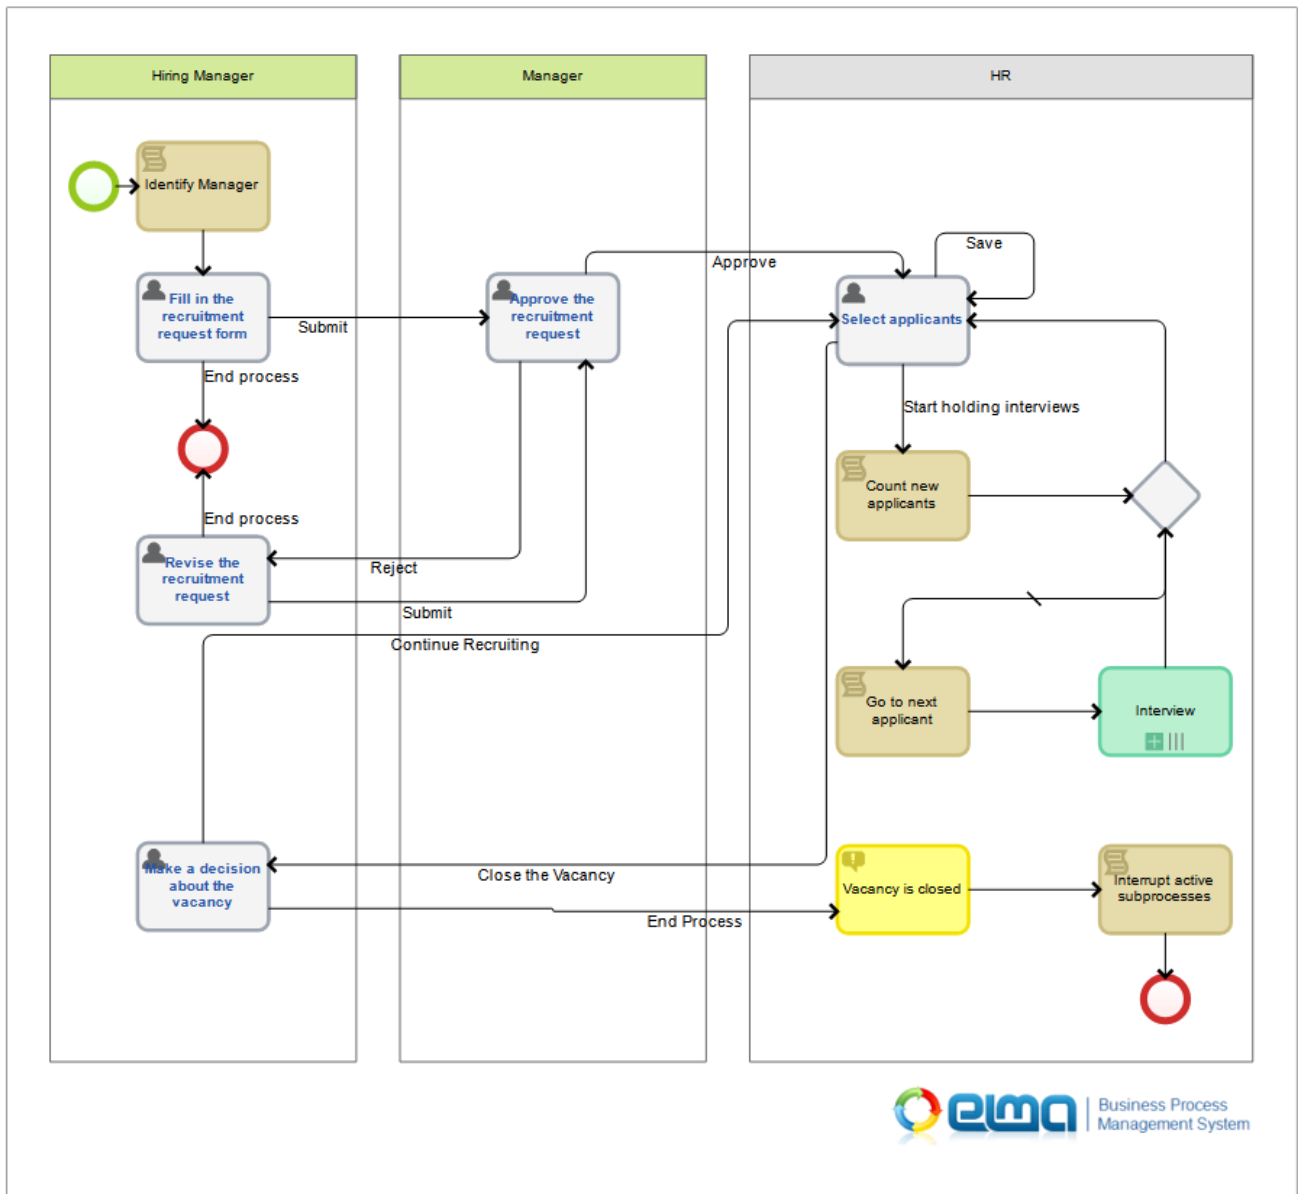 Hiring Manager
Manager
HR
Identify Manager
Save
Approve
Fill in the
recruitment
request form
Submit
Approve the
recruitment
request
Select applicants
End process
Start holding interviews
Count new
applicants
End process
Revise the
recruitment
request
Reject
Submit
Continue Recruiting
Go to next
applicant
Interview
Make a decision
about the
vacancy
Close the Vacancy
End Process
Vacancy is closed
Interrupt active
subprocesses
elma
Business Process
Management System